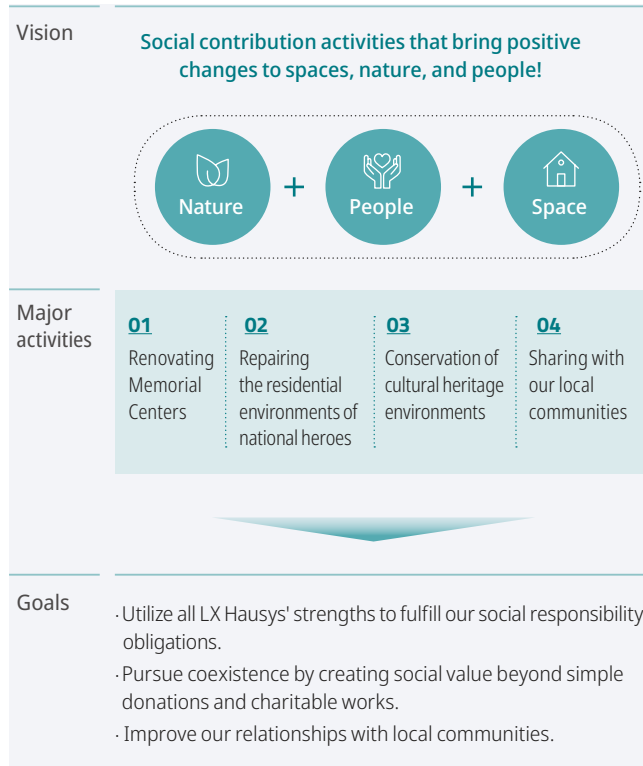 Vision
Social contribution activities that bring positive
changes to spaces, nature, and people!
Nature
+
People
+
Space
Major
activities
01
Renovating
Memorial
Centers
02
Repairing
the residential
environments of
national heroes
03
Conservation of
cultural heritage
environments
04
Sharing with
our local
communities
Goals
· Utilize all LX Hausys' strengths to fulfill our social responsibility
obligations.
· Pursue coexistence by creating social value beyond simple
donations and charitable works.
· Improve our relationships with local communities.